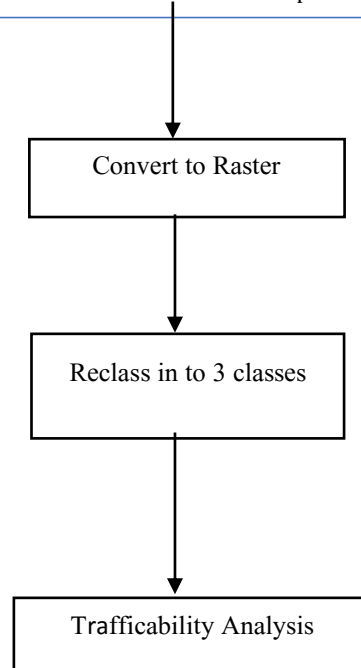 Convert to Raster
Reclass in to 3 classes
Trafficability Analysis